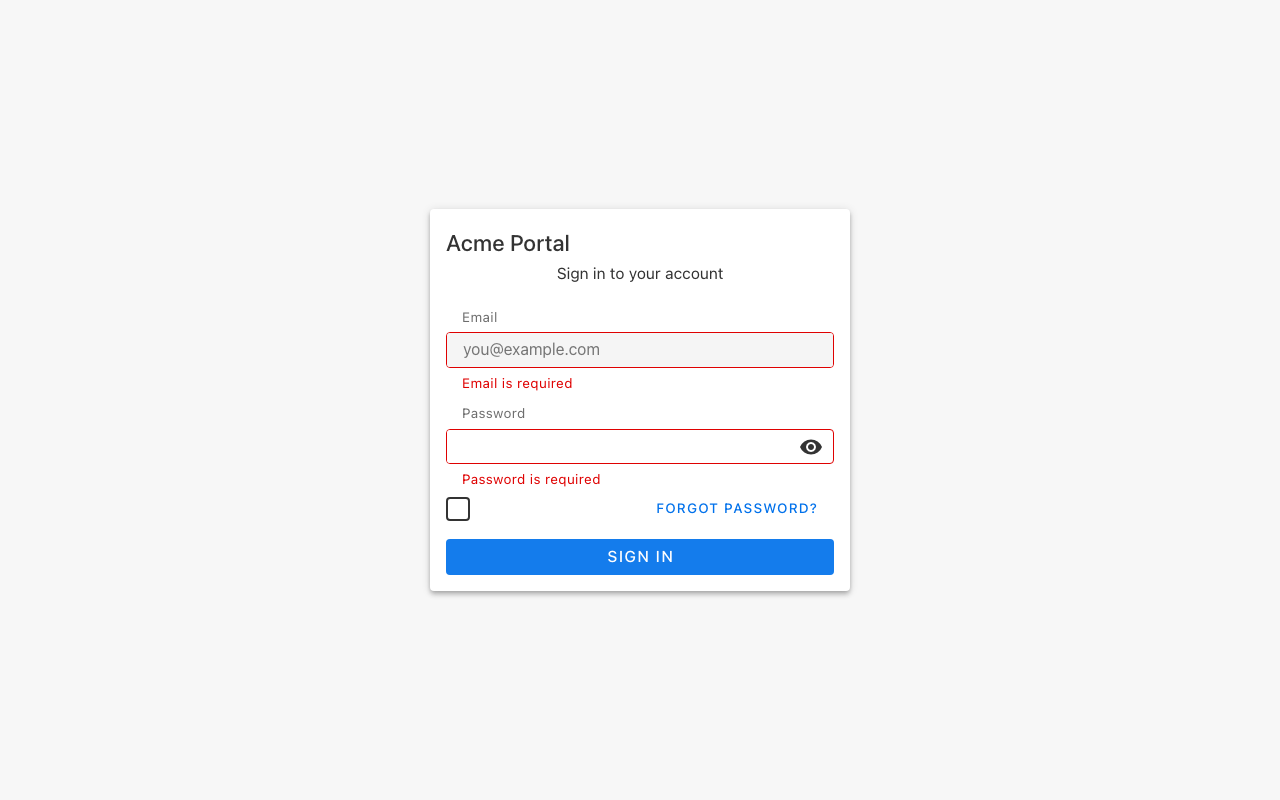 Acme Portal
Sign in to your account
Email
you@example.com
Email is required
Password
Password is required
FORGOT PASSWORD?
SIGN IN